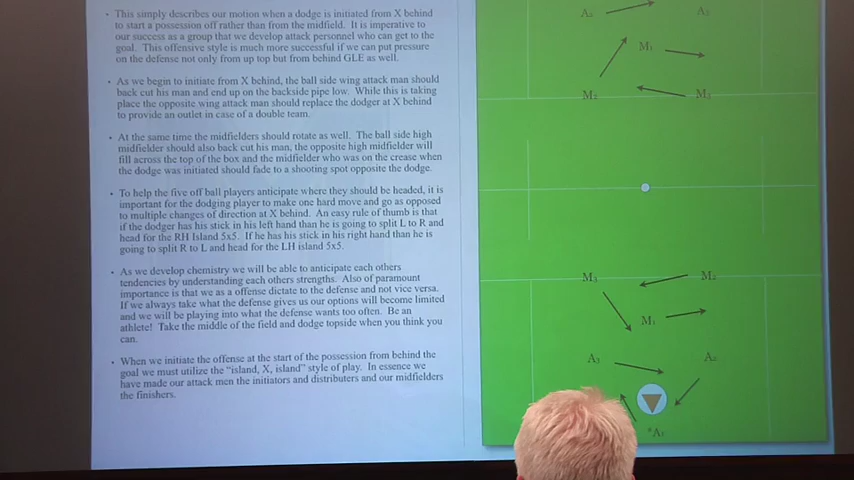 • This simply describes our motion when a dodge is initiated from X behind
to start a possession off rather than from the midfield. It is imperative to
our success as a group that we develop attack personnel who can get to the
goal. This offensive style is much more successful if we can put pressure
on the defense not only from up top but from behind GLE as well.
• As we begin to initiate from X behind, the ball side wing attack man should
back cut his man and end up on the backside pipe low. While this is taking
place the opposite wing attack man should replace the dodger at X behind
to provide an outlet in case of a double team.
• At the same time the midfielders should rotate as well. The ball side high
midfielder should also back cut his man, the opposite high midfielder will
fill across the top of the box and the midfielder who was on the crease when
the dodge was initiated should fade to a shooting spot opposite the dodge.
• To help the five off ball players anticipate where they should be headed, it is
important for the dodging player to make one hard move and go as opposed
to multiple changes of direction at X behind. An easy rule of thumb is that
if the dodger has his stick in his left hand than he is going to split L to R and
head for the RH Island 5x5. If he has his stick in his right hand than he is
going to split R to L and head for the LH island 5x5.
• As we develop chemistry we will be able to anticipate each others
tendencies by understanding each others strengths. Also of paramount
importance is that we as a offense dictate to the defense and not vice versa.
If we always take what the defense gives us our options will become limited
and we will be playing into what the defense wants too often. Be an
athlete! Take the middle of the field and dodge topside when you think you
can.
• When we initiate the offense at the start of the possession from behind the
goal we must utilize the "island, X, island" style of play. In essence we
have made our attack men the initiators and distributors and our midfielders
the finishers.
M1
M3 M2
M1
A3 A2
*A1